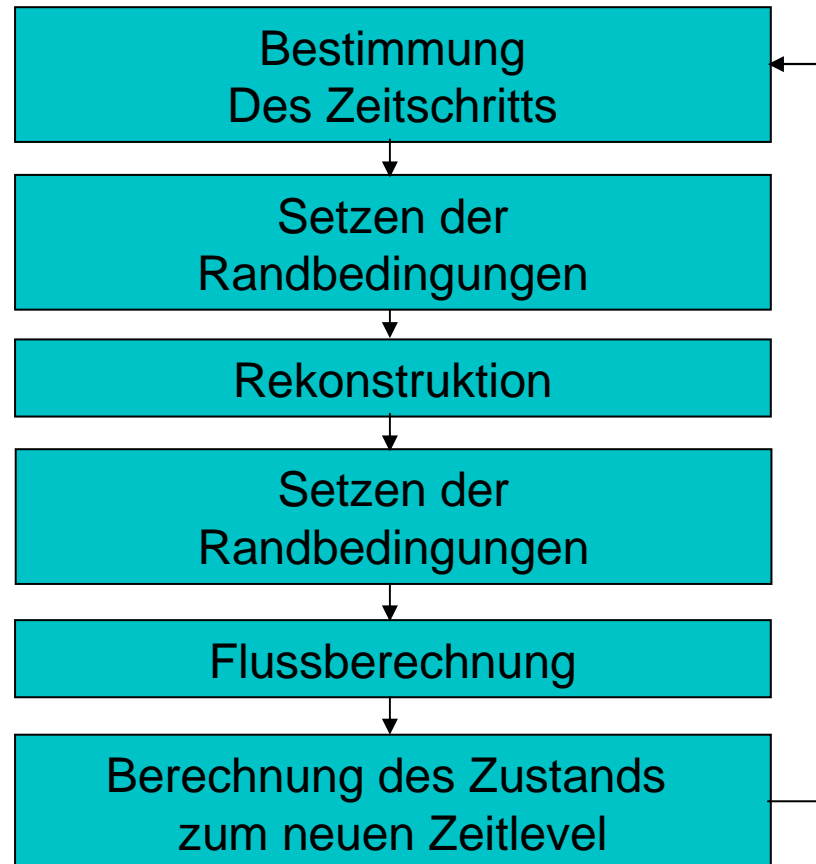 Bestimmung
Des Zeitschritts
Setzen der
Randbedingungen
Rekonstruktion
Setzen der
Randbedingungen
Flussberechnung
Berechnung des Zustands
zum neuen Zeitlevel